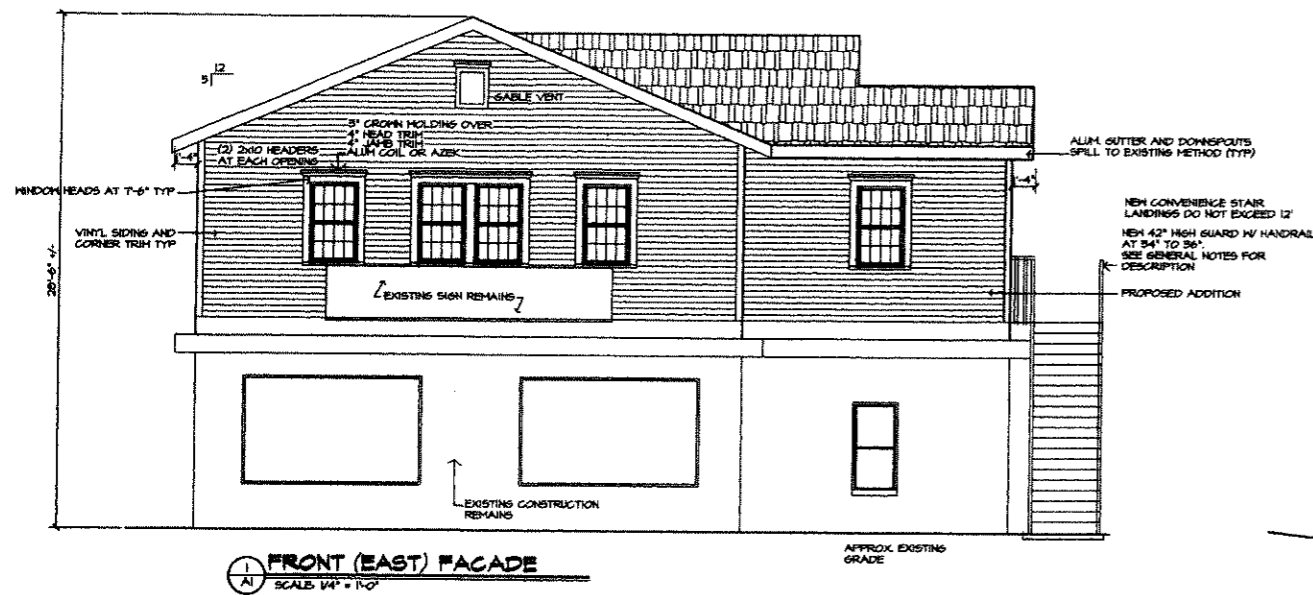 12
5
GABLE VENT
3" CROWN MOLDING OVER
4" HEAD TRIM
4" JAMB TRIM
ALUM COIL OR AZEK
(2) 2x10 HEADERS
AT EACH OPENING
1'-4"
WINDOW HEADS AT 7'-6" TYP
VINYL SIDING AND
CORNER TRIM TYP
28'-6" +/-
EXISTING SIGN REMAINS
ALUM. GUTTER AND DOWNSPOUTS
SPILL TO EXISTING METHOD (TYP)
1'-4"
NEW CONVENIENCE STAIR
LANDINGS DO NOT EXCEED 12'
NEW 42" HIGH GUARD W/ HANDRAIL
AT 34" TO 36".
SEE GENERAL NOTES FOR
DESCRIPTION
PROPOSED ADDITION
EXISTING CONSTRUCTION
REMAINS
APPROX. EXISTING
GRADE
1
A1
FRONT (EAST) FACADE
SCALE 1/4" = 1'-0"